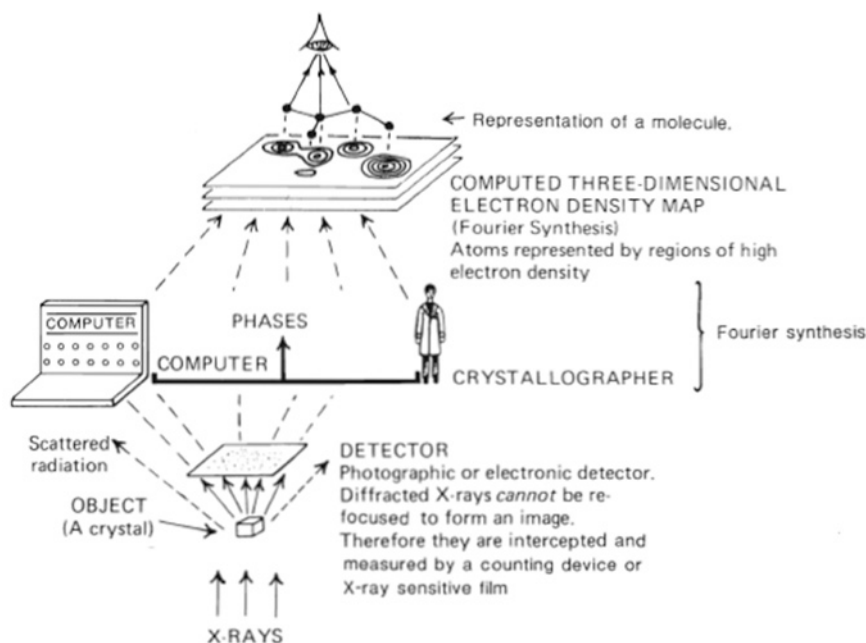 Representation of a molecule.
COMPUTED THREE-DIMENSIONAL
ELECTRON DENSITY MAP
(Fourier Synthesis)
Atoms represented by regions of high
electron density
COMPUTER
PHASES
COMPUTER
CRYSTALLOGRAPHER
Fourier synthesis
Scattered
radiation
DETECTOR
Photographic or electronic detector.
Diffracted X-rays cannot be re-
focused to form an image.
Therefore they are intercepted and
measured by a counting device or
X-ray sensitive film
OBJECT
(A crystal)
X-RAYS